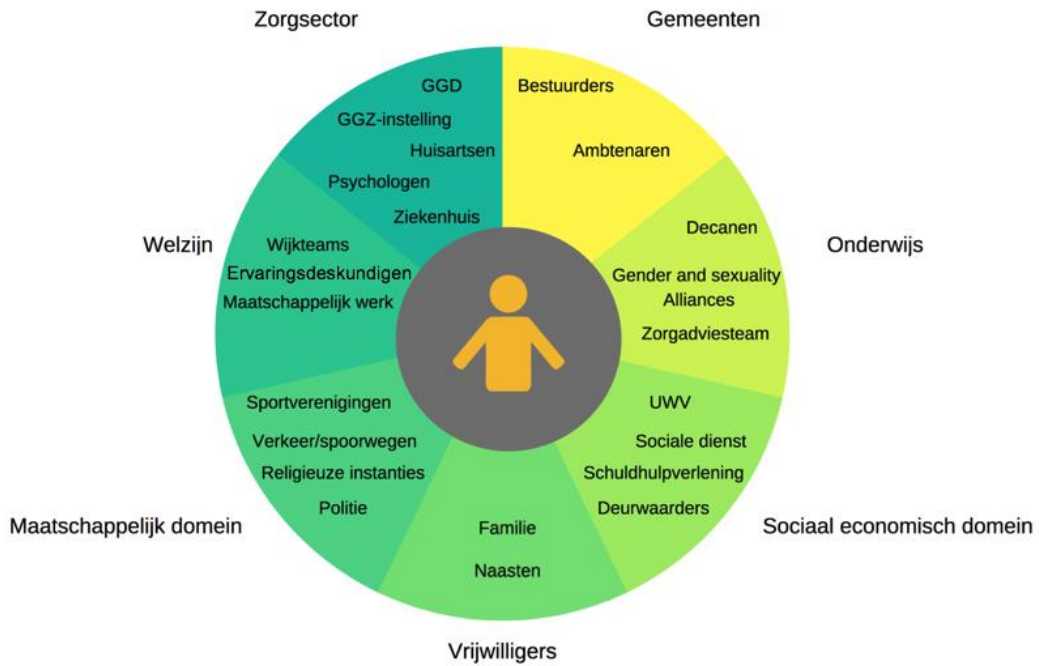 Zorgsector
Gemeenten
GGD
GGZ-instelling
Huisartsen
Psychologen
Ziekenhuis
Bestuurders
Ambtenaren
Welzijn
Wijkteams
Ervaringsdeskundigen
Maatschappelijk werk
Decanen
Gender and sexuality
Alliances
Zorgadviesteam
Onderwijs
Sportverenigingen
Verkeer/spoorwegen
Religieuze instanties
Politie
Maatschappelijk domein
UWV
Sociale dienst
Schuldhulpverlening
Deurwaarders
Sociaal economisch domein
Familie
Naasten
Vrijwilligers